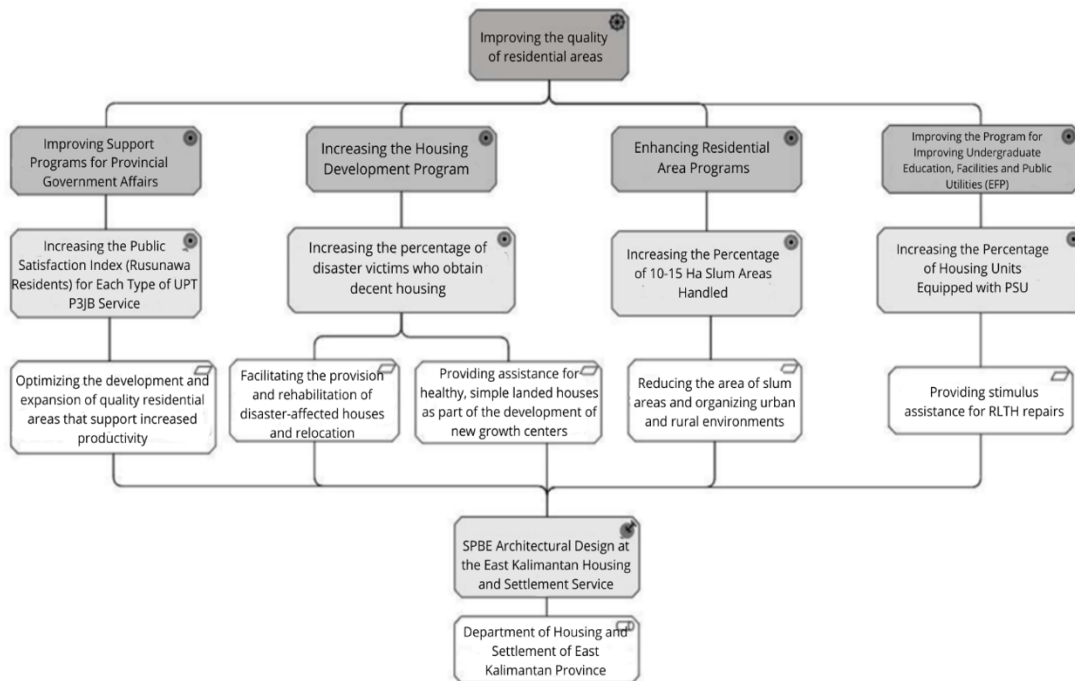 Improving the quality
of residential areas
Improving Support
Programs for Provincial
Government Affairs
Increasing the Housing
Development Program
Enhancing Residential
Area Programs
Improving the Program for
Improving Undergraduate
Education, Facilities and Public
Utilities (EFP)
Increasing the Public
Satisfaction Index (Rusunawa
Residents) for Each Type of UPT
P3JB Service
Increasing the percentage of
disaster victims who obtain
decent housing
Increasing the Percentage
of 10-15 Ha Slum Areas
Handled
Increasing the Percentage
of Housing Units
Equipped with PSU
Optimizing the development and
expansion of quality residential
areas that support increased
productivity
Facilitating the provision
and rehabilitation of
disaster-affected houses
and relocation
Providing assistance for
healthy, simple landed houses
as part of the development of
new growth centers
Reducing the area of slum
areas and organizing urban
and rural environments
Providing stimulus
assistance for RLTH repairs
SPBE Architectural Design at
the East Kalimantan Housing
and Settlement Service
Department of Housing and
Settlement of East
Kalimantan Province